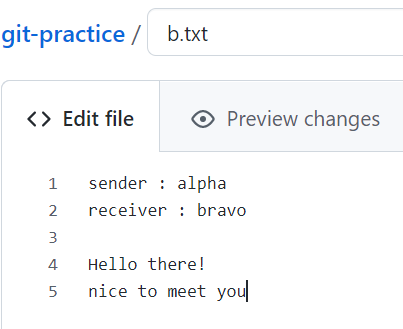 git-practice / b.txt
<> Edit file Preview changes
1 sender : alpha
2 receiver : bravo
3
4 Hello there!
5 nice to meet you